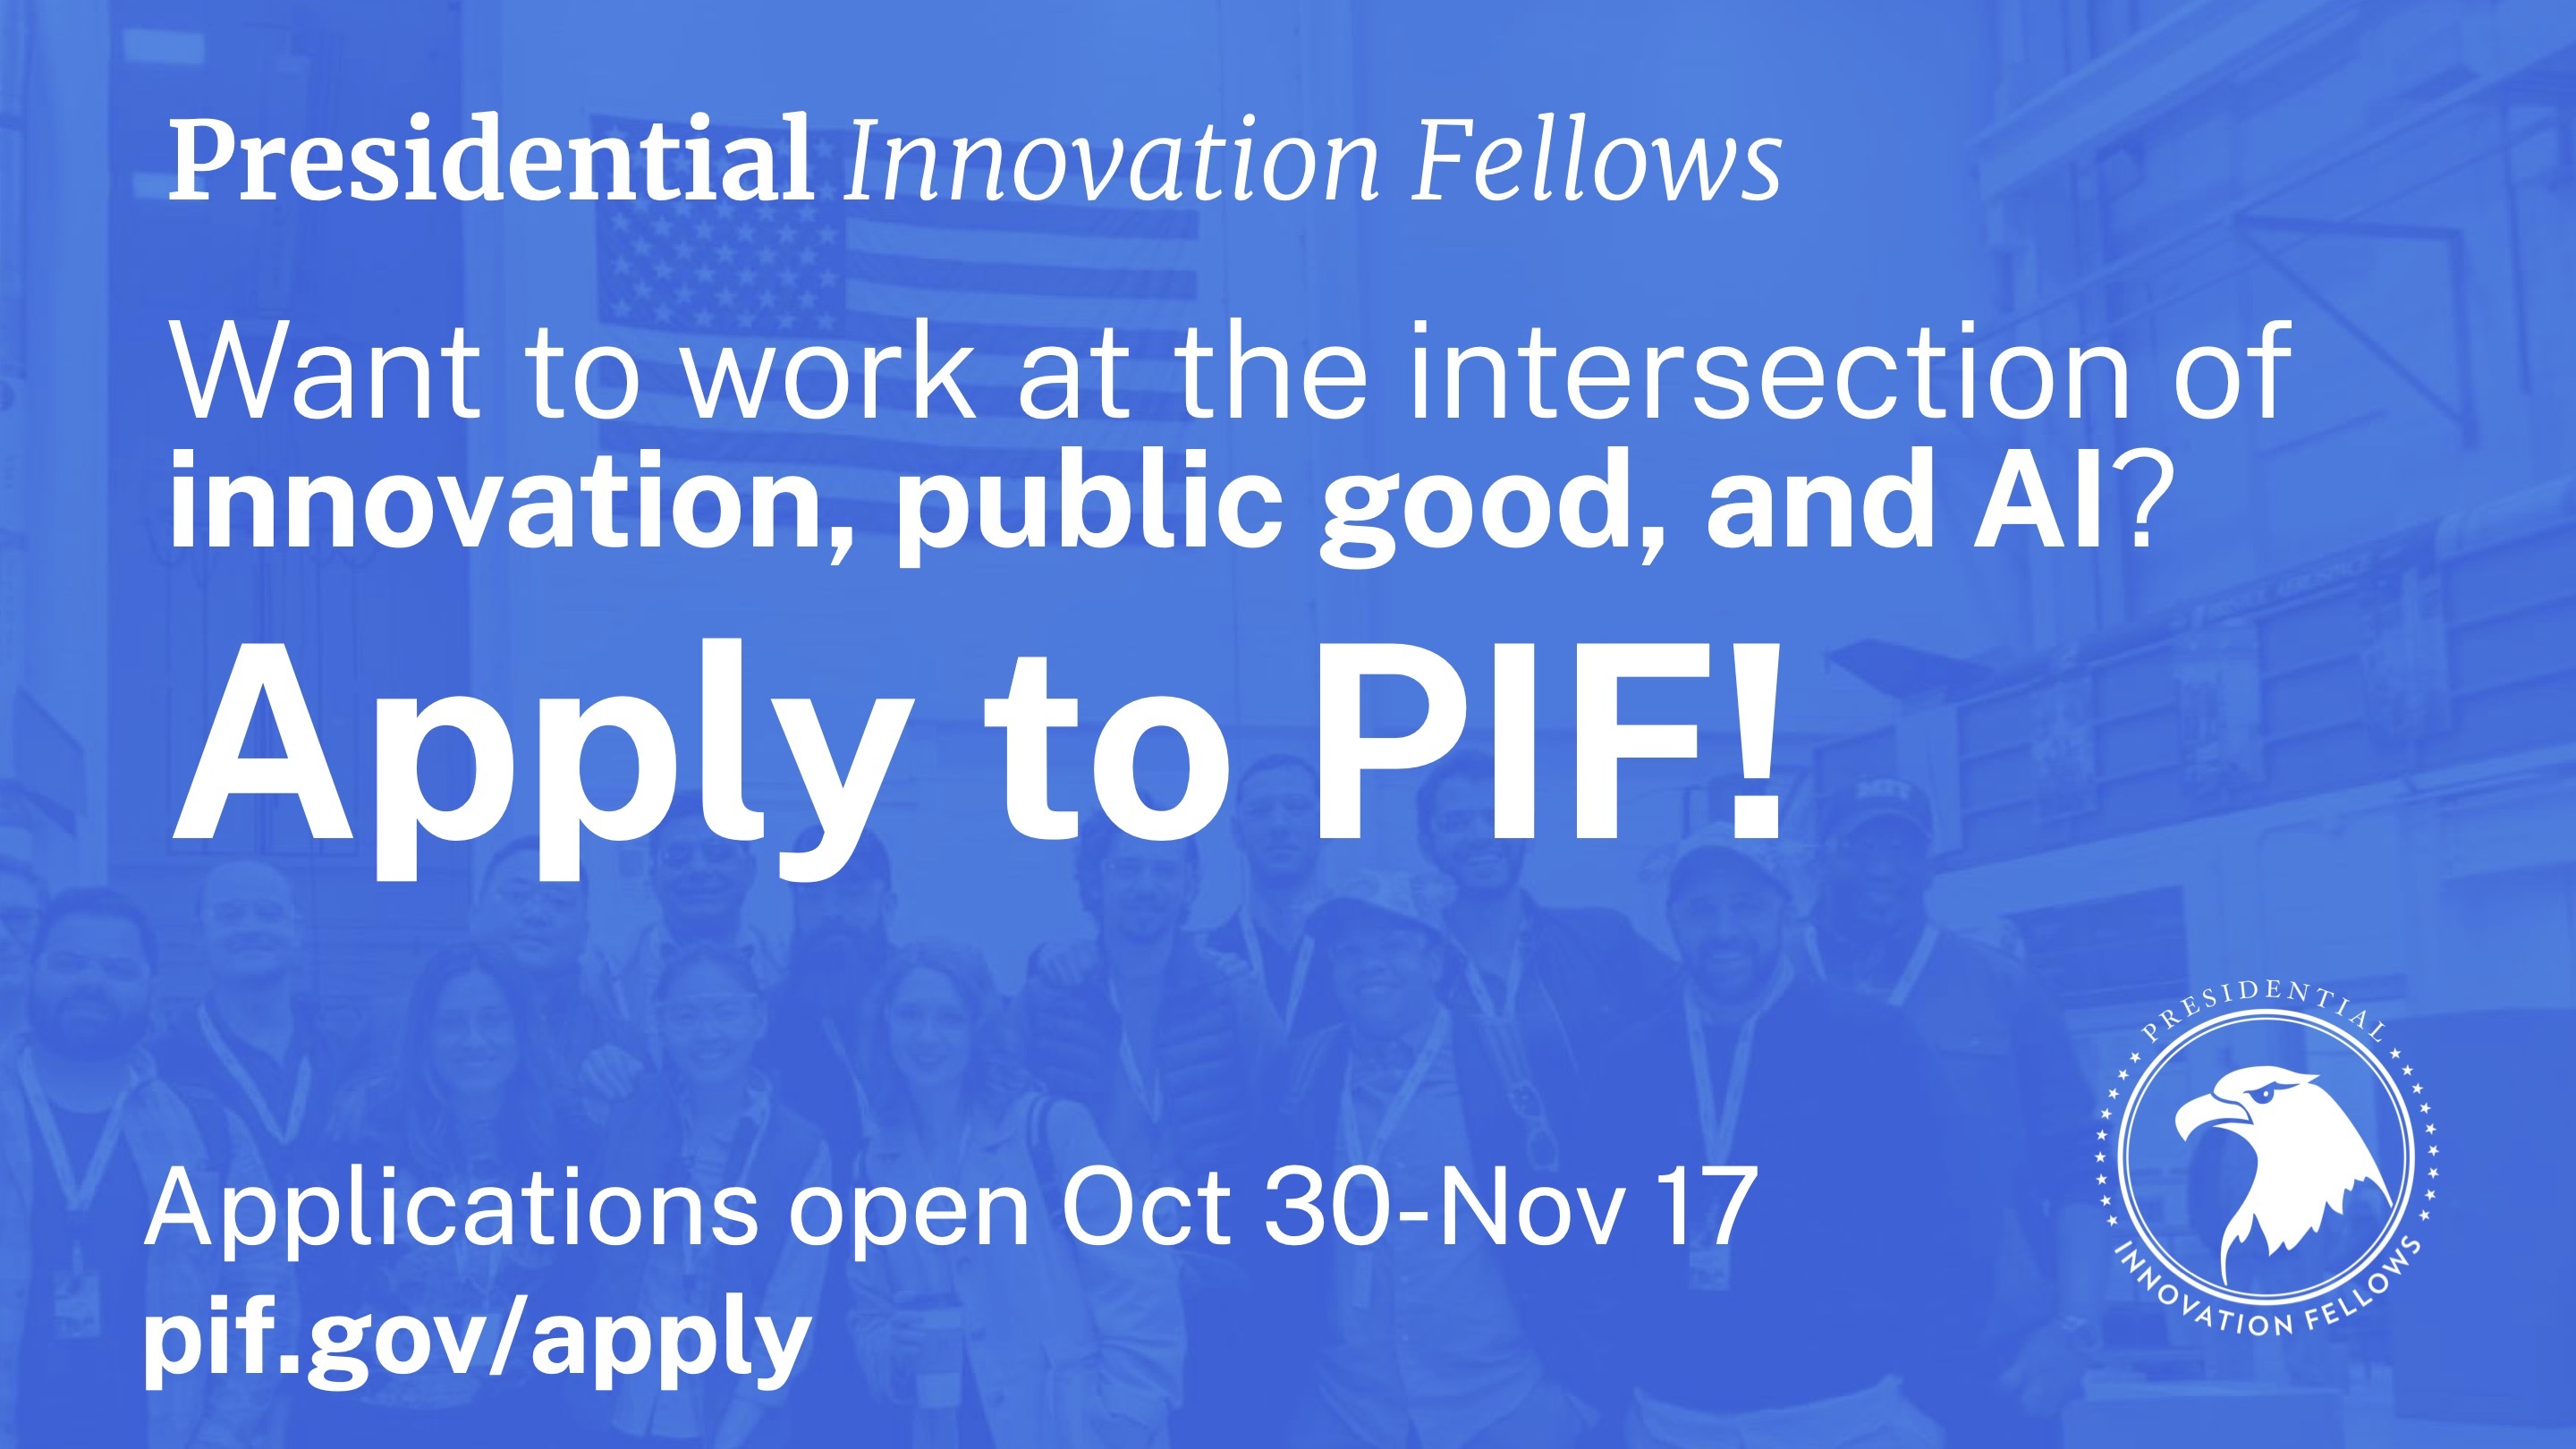 Presidential Innovation Fellows
Want to work at the intersection of
innovation, public good, and AI?
Apply to PIF!
Applications open Oct 30-Nov 17
pif.gov/apply
PRESIDENTIAL
INNOVATION FELLOWS
MIT